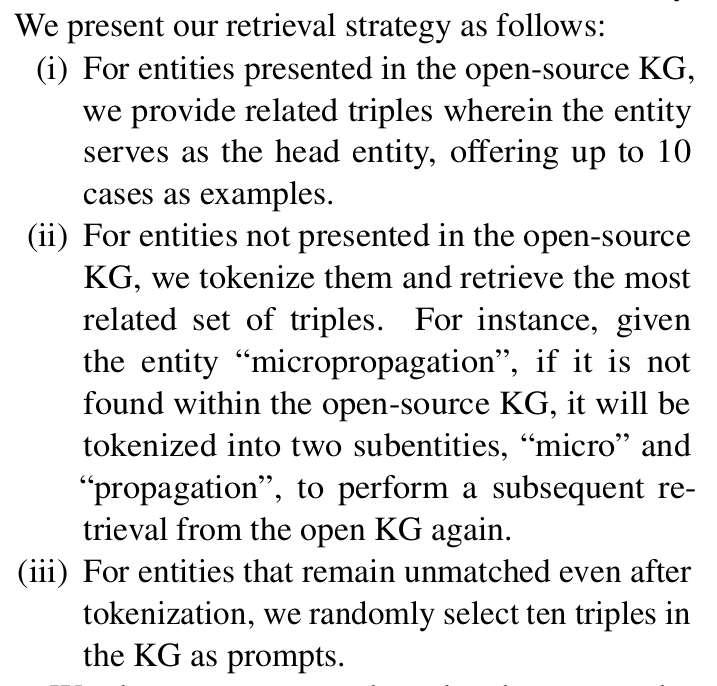 We present our retrieval strategy as follows:
(i) For entities presented in the open-source KG,
we provide related triples wherein the entity
serves as the head entity, offering up to 10
cases as examples.
(ii) For entities not presented in the open-source
KG, we tokenize them and retrieve the most
related set of triples. For instance, given
the entity “micropropagation”, if it is not
found within the open-source KG, it will be
tokenized into two subentities, “micro” and
“propagation”, to perform a subsequent re-
trieval from the open KG again.
(iii) For entities that remain unmatched even after
tokenization, we randomly select ten triples in
the KG as prompts.